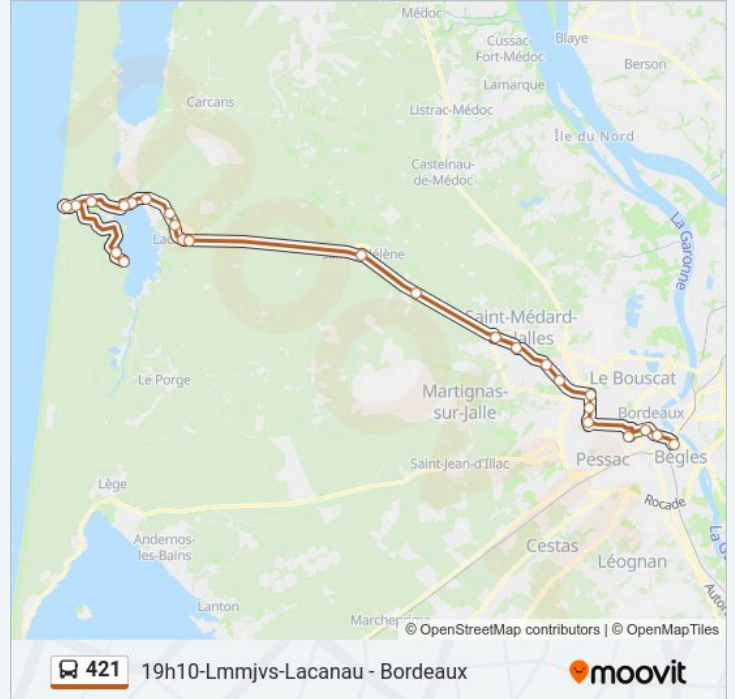 Médoc
Cussac-
Fort-Médoc
Blaye
Berson
Lamarque
Carcans
Listrac-Médoc
Île du Nord
Castelnau-
de-Médoc
La Garonne
Saint-Médard-
Le Porge
Le Bouscat
Martignas-
sur-Jalle
Bordeaux
Saint-Jean-d'Illac
Pessac
Bègles
Lège
Rocade
Andernos-
les-Bains
Cestas
Léognan
Lanton
© OpenStreetMap contributors | © OpenMapTiles
421 19h10-Lmmjvs-Lacanau - Bordeaux
moovit